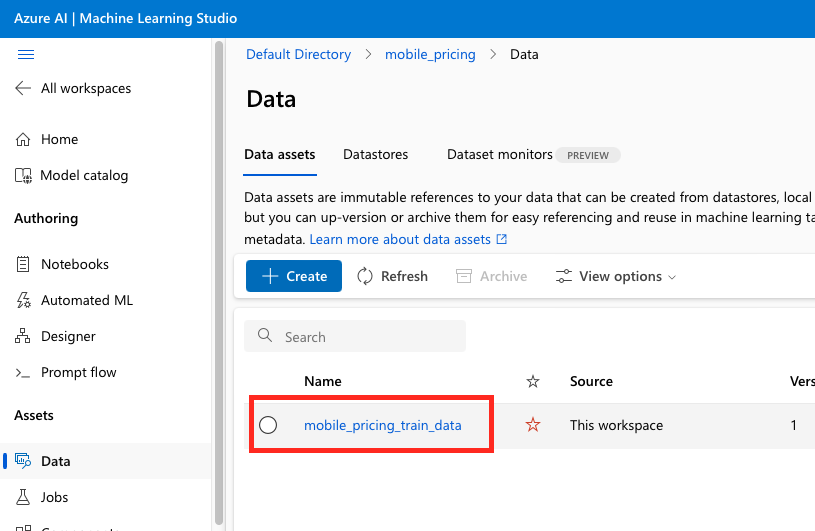 Azure AI | Machine Learning Studio
All workspaces
Home
Model catalog
Authoring
Notebooks
Automated ML
Designer
Prompt flow
Assets
Data
Jobs
Default Directory > mobile_pricing > Data
Data
Data assets Datastores Dataset monitors PREVIEW
Data assets are immutable references to your data that can be created from datastores, local
but you can up-version or archive them for easy referencing and reuse in machine learning ta
metadata. Learn more about data assets
Create Refresh Archive View options
Search
Name Source Vers
mobile_pricing_train_data This workspace 1